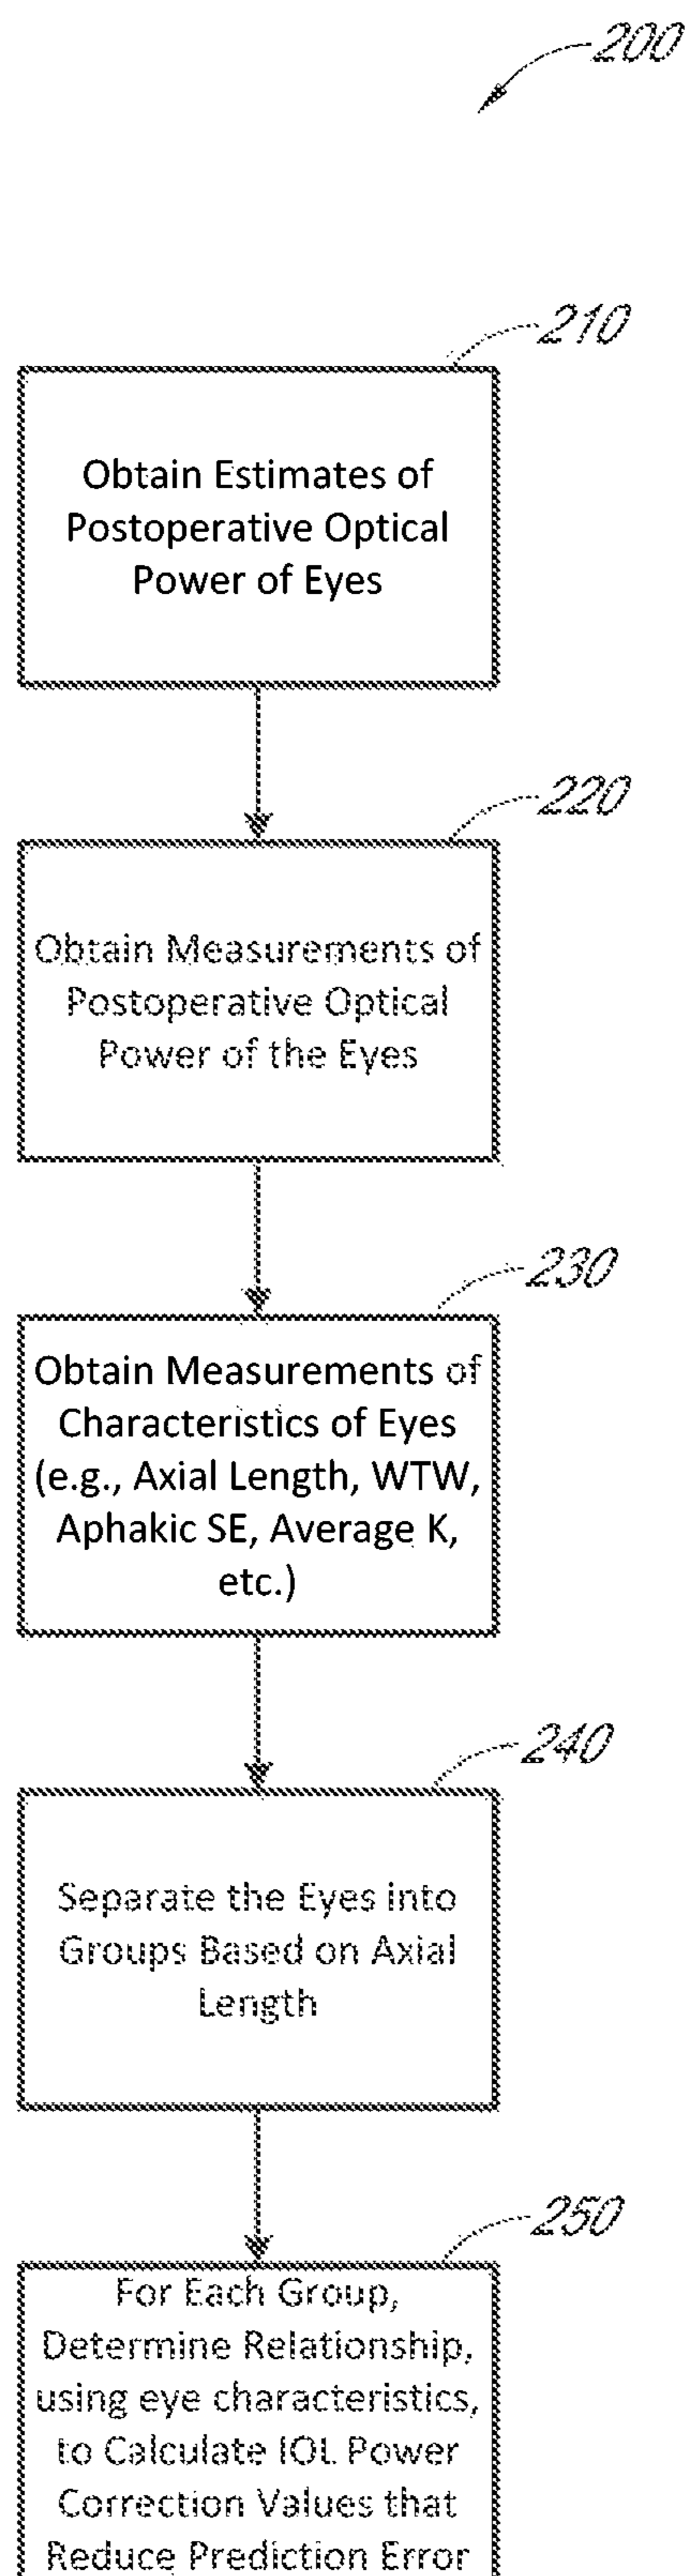 200
210
Obtain Estimates of
Postoperative Optical
Power of Eyes
220
Obtain Measurements of
Postoperative Optical
Power of the Eyes
230
Obtain Measurements of
Characteristics of Eyes
(e.g., Axial Length, WTW,
Aphakic SE, Average K,
etc.)
240
Separate the Eyes into
Groups Based on Axial
Length
250
For Each Group,
Determine Relationship,
using eye characteristics,
to Calculate IOL Power
Correction Values that
Reduce Prediction Error